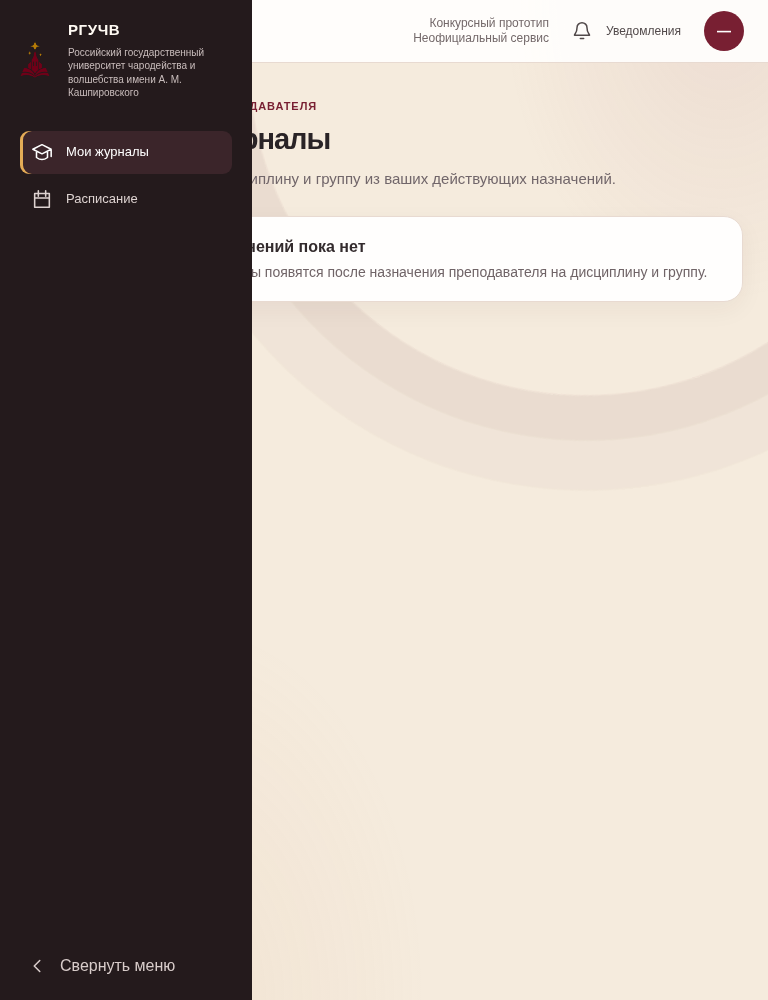 РГУЧВ
Российский государственный
университет чародейства и
волшебства имени А. М.
Кашпировского
Мои журналы
Расписание
Свернуть меню
Конкурсный прототип
Неофициальный сервис
Уведомления
—
ДАВАТЕЛЯ
рналы
иплину и группу из ваших действующих назначений.
чений пока нет
ы появятся после назначения преподавателя на дисциплину и группу.